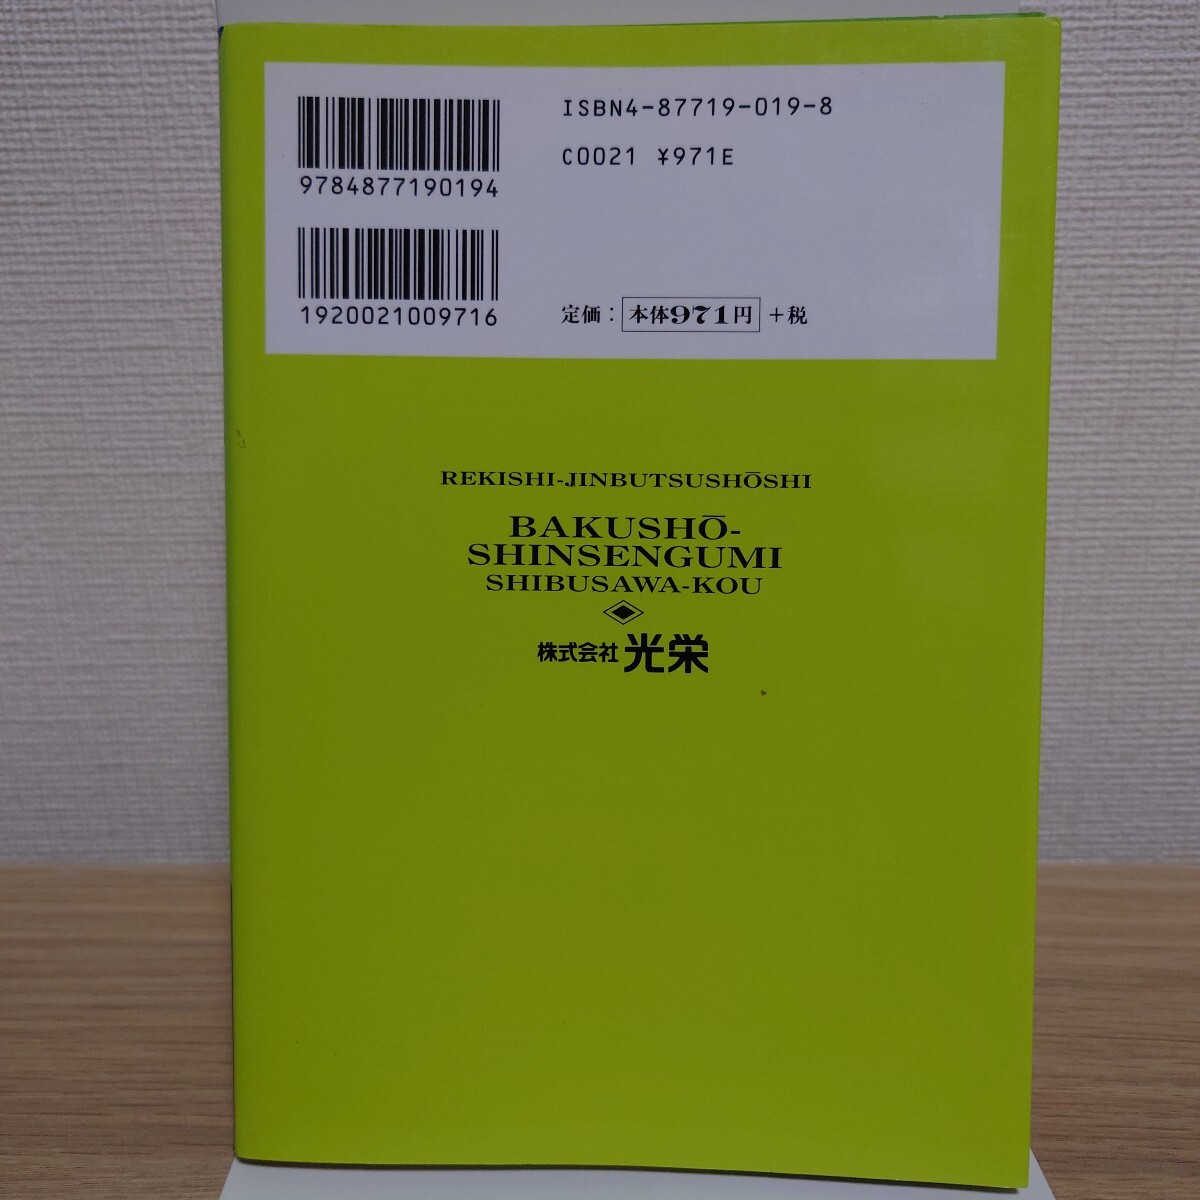 ISBN4-87719-019-8
C0021 ¥971E
9784877190194
1920021009716
定価： 本体971円 +税
REKISHI-JINBUTSUSHŌSHI
BAKUSHŌ-
SHINSENGUMI
SHIBUSAWA-KOU
株式会社 光栄